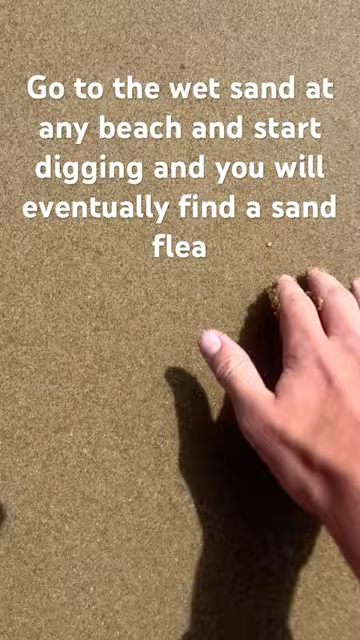 Go to the wet sand at
any beach and start
digging and you will
eventually find a sand
flea